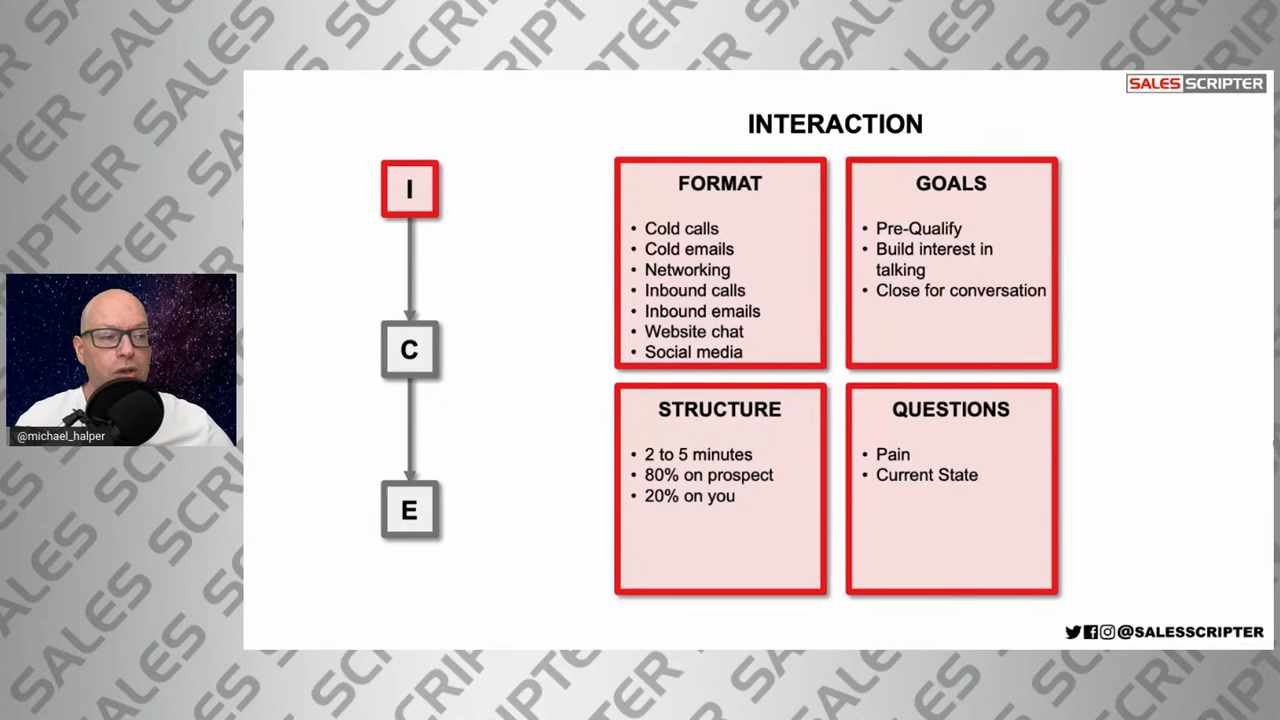 SALES SCRIPTER
INTERACTION
I
C
E
FORMAT
• Cold calls
• Cold emails
• Networking
• Inbound calls
• Inbound emails
• Website chat
• Social media
GOALS
• Pre-Qualify
• Build interest in
talking
• Close for conversation
STRUCTURE
• 2 to 5 minutes
• 80% on prospect
• 20% on you
QUESTIONS
• Pain
• Current State
@michael_halper
@SALESSCRIPTER